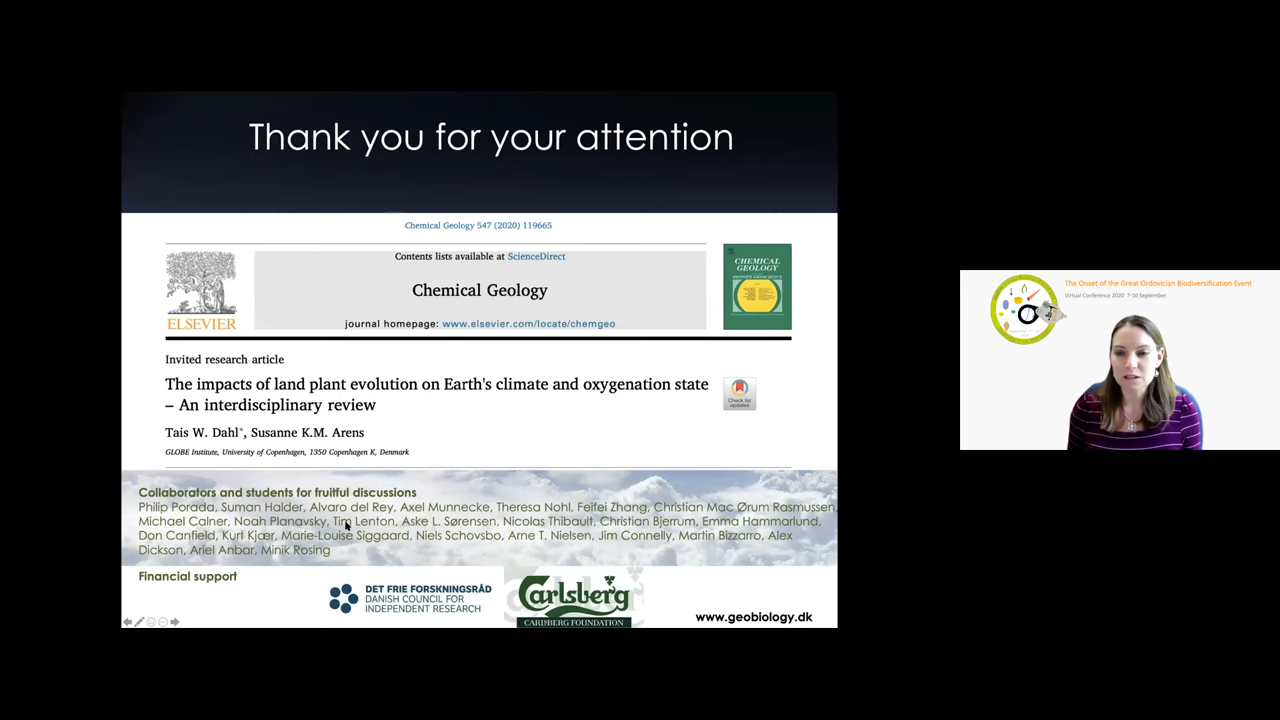 Thank you for your attention
Chemical Geology 547 (2020) 119665
Contents lists available at ScienceDirect
Chemical Geology
journal homepage: www.elsevier.com/locate/chemgeo
ELSEVIER
CHEMICAL
GEOLOGY
Invited research article
The impacts of land plant evolution on Earth's climate and oxygenation state
– An interdisciplinary review
Check for
updates
Tais W. Dahl*, Susanne K.M. Arens
GLOBE Institute, University of Copenhagen, 1350 Copenhagen K, Denmark
Collaborators and students for fruitful discussions
Philip Porada, Suman Halder, Alvaro del Rey, Axel Munnecke, Theresa Nohl, Feifei Zhang, Christian Mac Ørum Rasmussen,
Michael Calner, Noah Planavsky, Tim Lenton, Aske L. Sørensen, Nicolas Thibault, Christian Bjerrum, Emma Hammarlund,
Don Canfield, Kurt Kjær, Marie-Louise Siggaard, Niels Schovsbo, Arne T. Nielsen, Jim Connelly, Martin Bizzarro, Alex
Dickson, Ariel Anbar, Minik Rosing
Financial support
DET FRIE FORSKNINGSRÅD
DANISH COUNCIL FOR
INDEPENDENT RESEARCH
Carlsberg
CARLSBERG FOUNDATION
www.geobiology.dk
The Onset of the Great Ordovician Biodiversification Event
Virtual Conference 2020 7-10 September